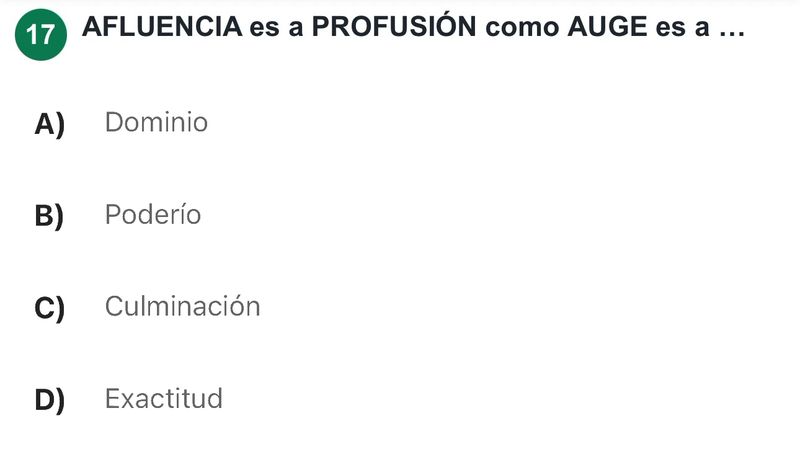 17 AFLUENCIA es a PROFUSIÓN como AUGE es a ...
A) Dominio
B) Poderío
C) Culminación
D) Exactitud